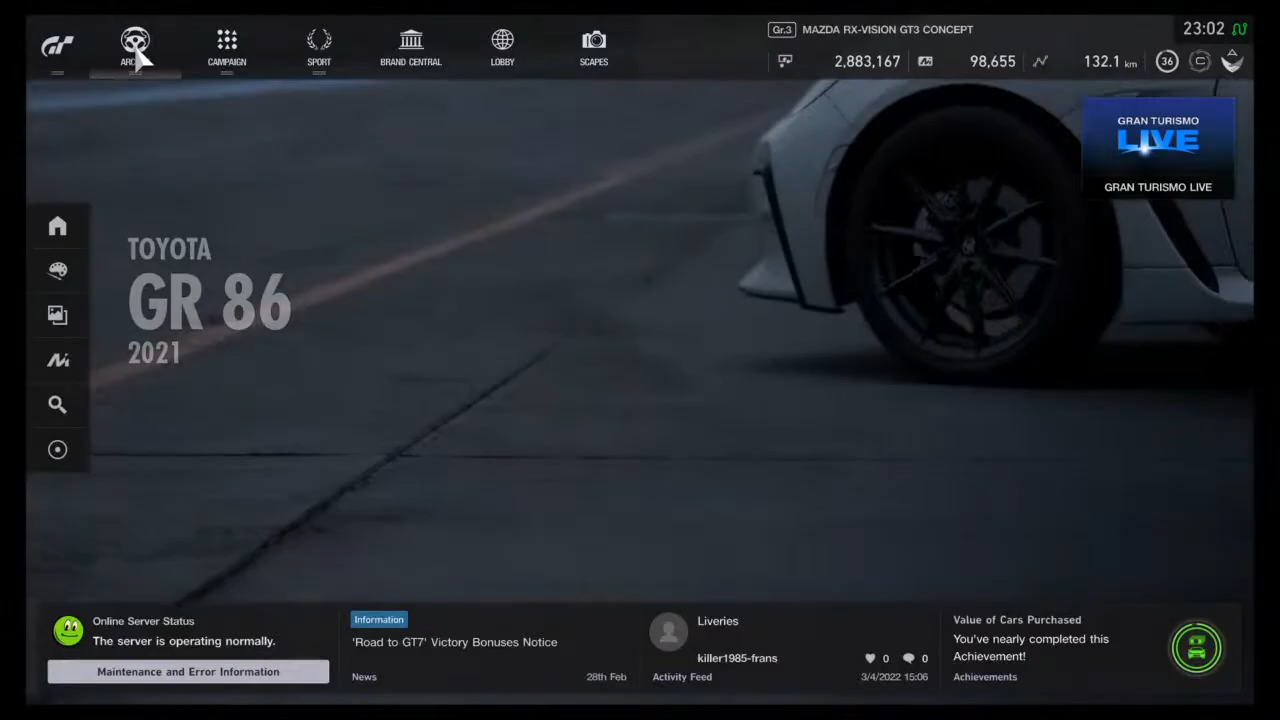 CAMPAIGN
SPORT
BRAND CENTRAL
LOBBY
SCAPES
Gr.3 MAZDA RX-VISION GT3 CONCEPT
23:02
2,883,167
98,655
132.1 km
36
C
GRAN TURISMO
LIVE
GRAN TURISMO LIVE
TOYOTA
GR 86
2021
Online Server Status
The server is operating normally.
Maintenance and Error Information
Information
'Road to GT7' Victory Bonuses Notice
News
28th Feb
Liveries
killer1985-frans
0
0
Activity Feed
3/4/2022 15:06
Value of Cars Purchased
You've nearly completed this
Achievement!
Achievements